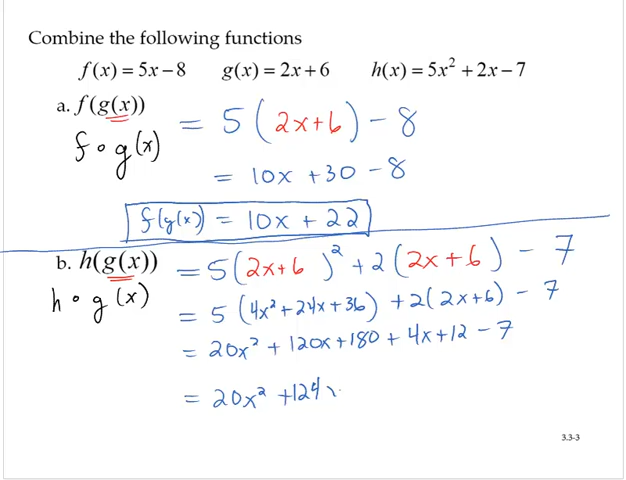 Combine the following functions
f(x) = 5x − 8 g(x) = 2x + 6 h(x) = 5x² + 2x − 7
a. f(g(x)) = 5(2x+6) − 8
f∘g(x)
= 10x + 30 − 8
f(g(x)) = 10x + 22
b. h(g(x)) = 5(2x+6)² + 2(2x+6) − 7
h∘g(x) = 5(4x² + 24x + 36) + 2(2x+6) − 7
= 20x² + 120x + 180 + 4x + 12 − 7
= 20x² + 124x
3.3-3